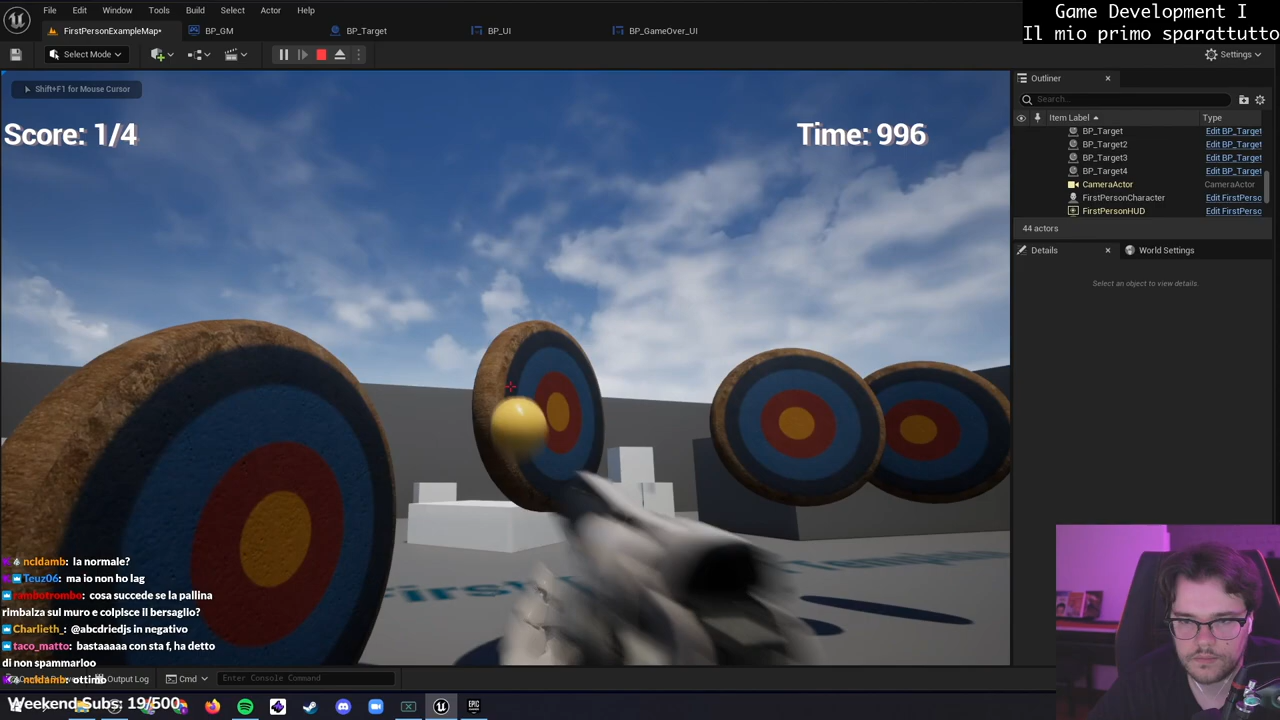 File Edit Window Tools Build Select Actor Help
Game Development I
Il mio primo sparattutto
FirstPersonExampleMap*
BP_GM
BP_Target
BP_UI
BP_GameOver_UI
Select Mode
Settings
Shift+F1 for Mouse Cursor
Score: 1/4
Time: 996
Outliner
Search...
Item Label
Type
BP_Target Edit BP_Target
BP_Target2 Edit BP_Target
BP_Target3 Edit BP_Target
BP_Target4 Edit BP_Target
CameraActor CameraActor
FirstPersonCharacter Edit FirstPerso
FirstPersonHUD Edit FirstPersc
44 actors
Details
World Settings
Select an object to view details.
ncldamb: la normale?
Teuz06: ma io non ho lag
rambotrombo: cosa succede se la pallina
rimbalza sul muro e colpisce il bersaglio?
Charlieth_: @abcdriedjs in negativo
taco_matto: bastaaaaa con sta f, ha detto
di non spammarloo
ncldamb: ottimo
Output Log
Cmd
Enter Console Command
Weekend Subs: 19/500
EPIC